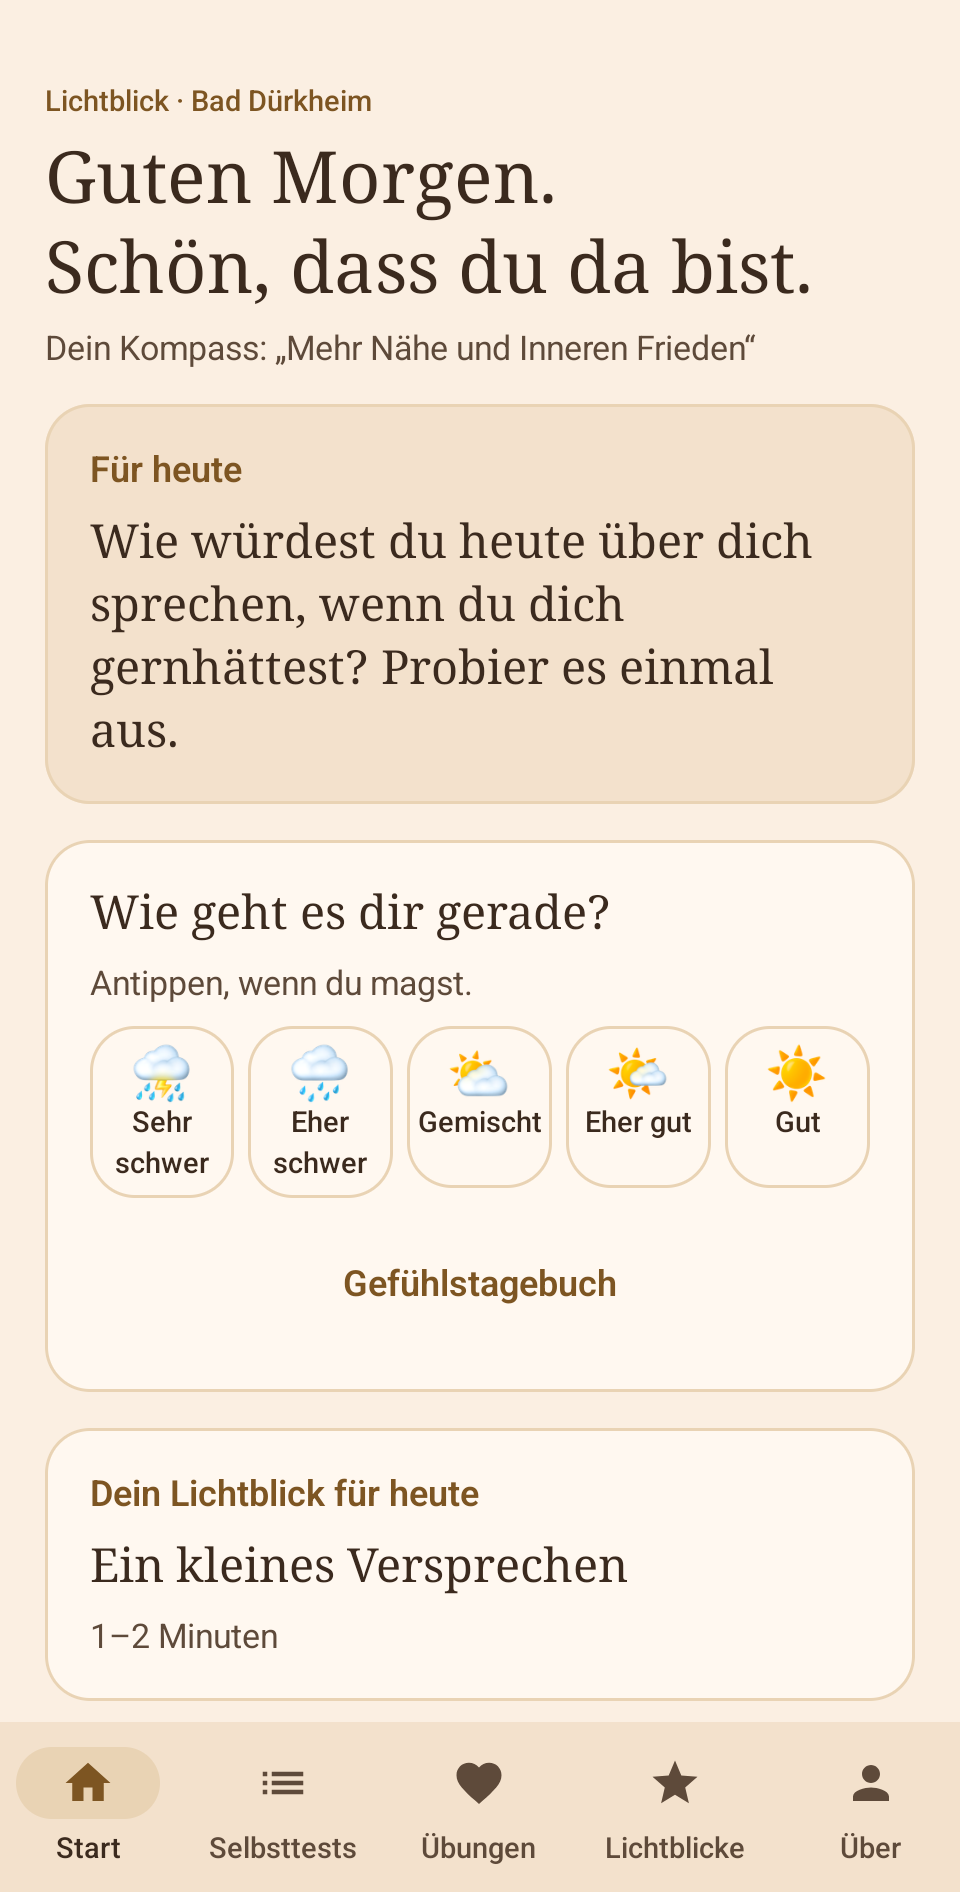 Lichtblick · Bad Dürkheim
Guten Morgen.
Schön, dass du da bist.
Dein Kompass: „Mehr Nähe und Inneren Frieden“
Für heute
Wie würdest du heute über dich
sprechen, wenn du dich
gernhättest? Probier es einmal
aus.
Wie geht es dir gerade?
Antippen, wenn du magst.
Sehr
schwer
Eher
schwer
Gemischt
Eher gut
Gut
Gefühlstagebuch
Dein Lichtblick für heute
Ein kleines Versprechen
1–2 Minuten
Start
Selbsttests
Übungen
Lichtblicke
Über